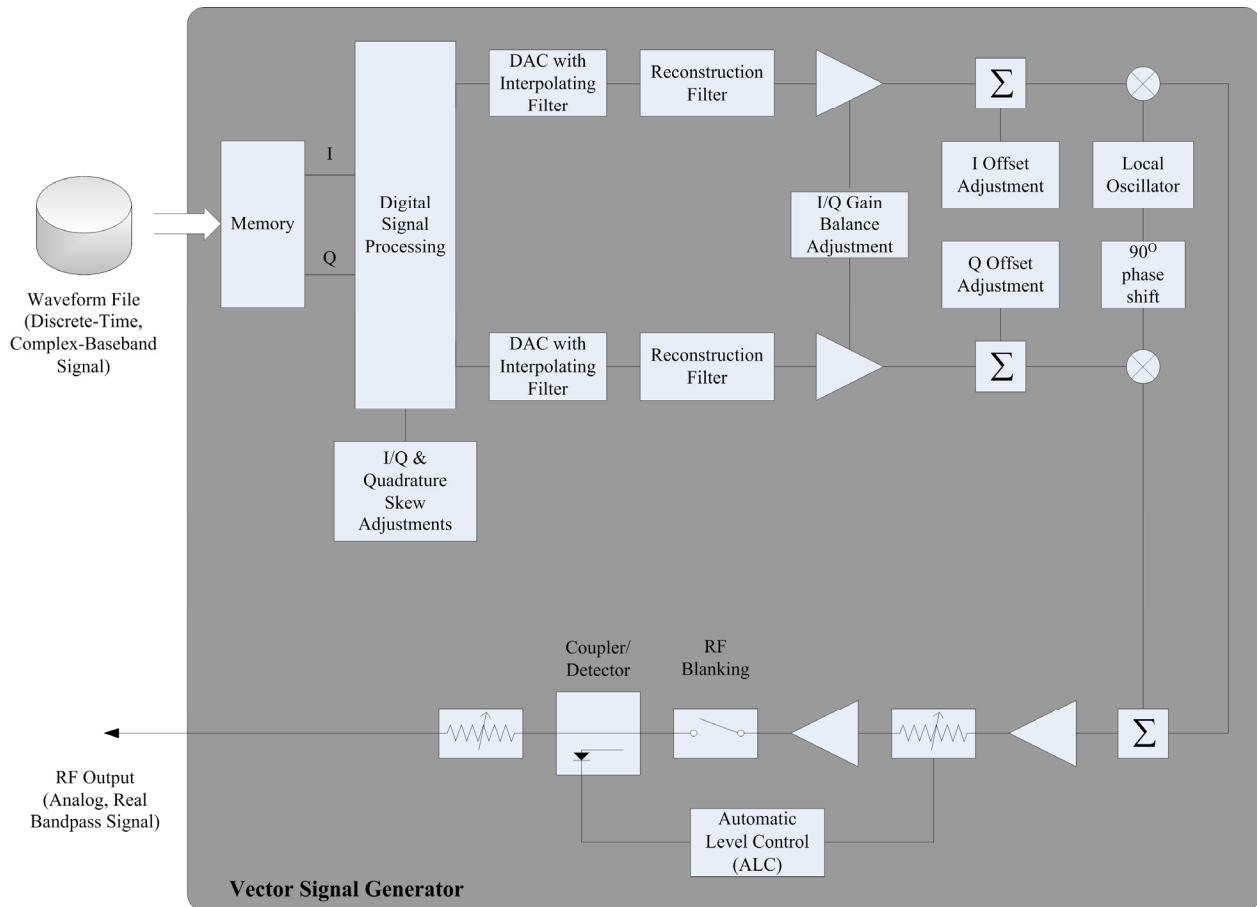 Waveform File
(Discrete-Time,
Complex-Baseband
Signal)
Memory
I
Q
Digital
Signal
Processing
I/Q &
Quadrature
Skew
Adjustments
DAC with
Interpolating
Filter
Reconstruction
Filter
Σ
I/Q Gain
Balance
Adjustment
I Offset
Adjustment
Local
Oscillator
Q Offset
Adjustment
90O
phase
shift
DAC with
Interpolating
Filter
Reconstruction
Filter
Σ
Coupler/
Detector
RF
Blanking
Σ
RF Output
(Analog, Real
Bandpass Signal)
Automatic
Level Control
(ALC)
Vector Signal Generator